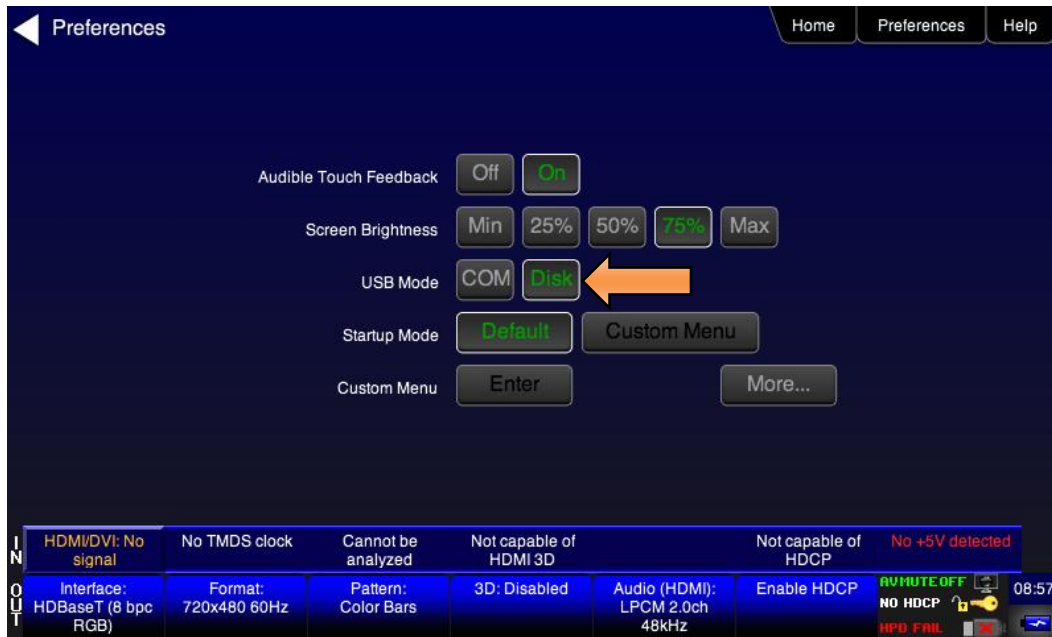 Preferences
Home Preferences Help
Audible Touch Feedback Off On
Screen Brightness Min 25% 50% 75% Max
USB Mode COM Disk
Startup Mode Default Custom Menu
Custom Menu Enter More...
IN
HDMI/DVI: No signal
No TMDS clock
Cannot be analyzed
Not capable of HDMI 3D
Not capable of HDCP
No +5V detected
OUT
Interface: HDBaseT (8 bpc RGB)
Format: 720x480 60Hz
Pattern: Color Bars
3D: Disabled
Audio (HDMI): LPCM 2.0ch 48kHz
Enable HDCP
AVMUTE OFF
NO HDCP
HPD FAIL
08:57